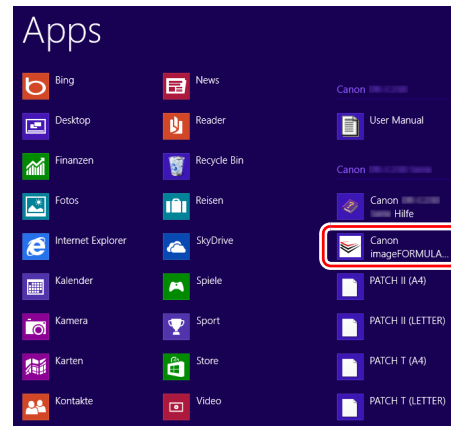 Apps
Bing
Desktop
Finanzen
Fotos
Internet Explorer
Kalender
Kamera
Karten
Kontakte
News
Reader
Recycle Bin
Reisen
SkyDrive
Spiele
Sport
Store
Video
Canon
User Manual
Canon
Canon
Hilfe
Canon
imageFORMULA...
PATCH II (A4)
PATCH II (LETTER)
PATCH T (A4)
PATCH T (LETTER)